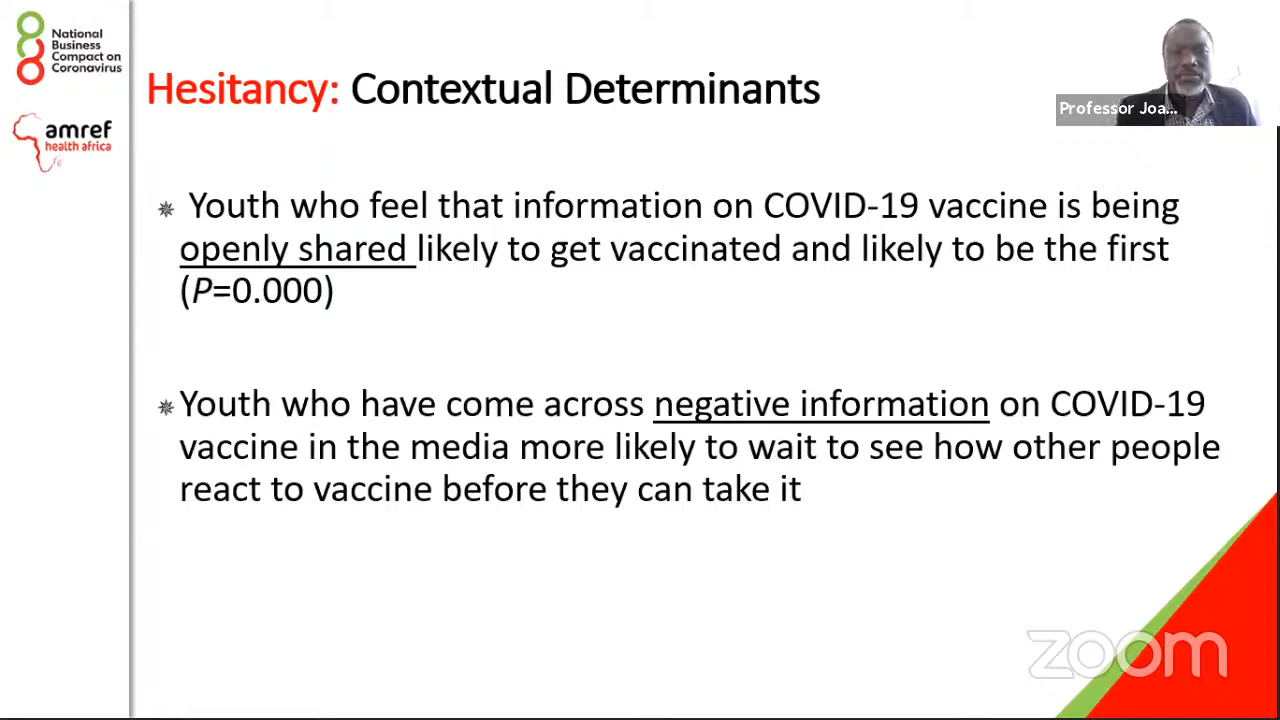 National
Business
Compact on
Coronavirus
amref
health africa
Hesitancy: Contextual Determinants
Professor Joa...
Youth who feel that information on COVID-19 vaccine is being
openly shared likely to get vaccinated and likely to be the first
(P=0.000)
Youth who have come across negative information on COVID-19
vaccine in the media more likely to wait to see how other people
react to vaccine before they can take it
zoom